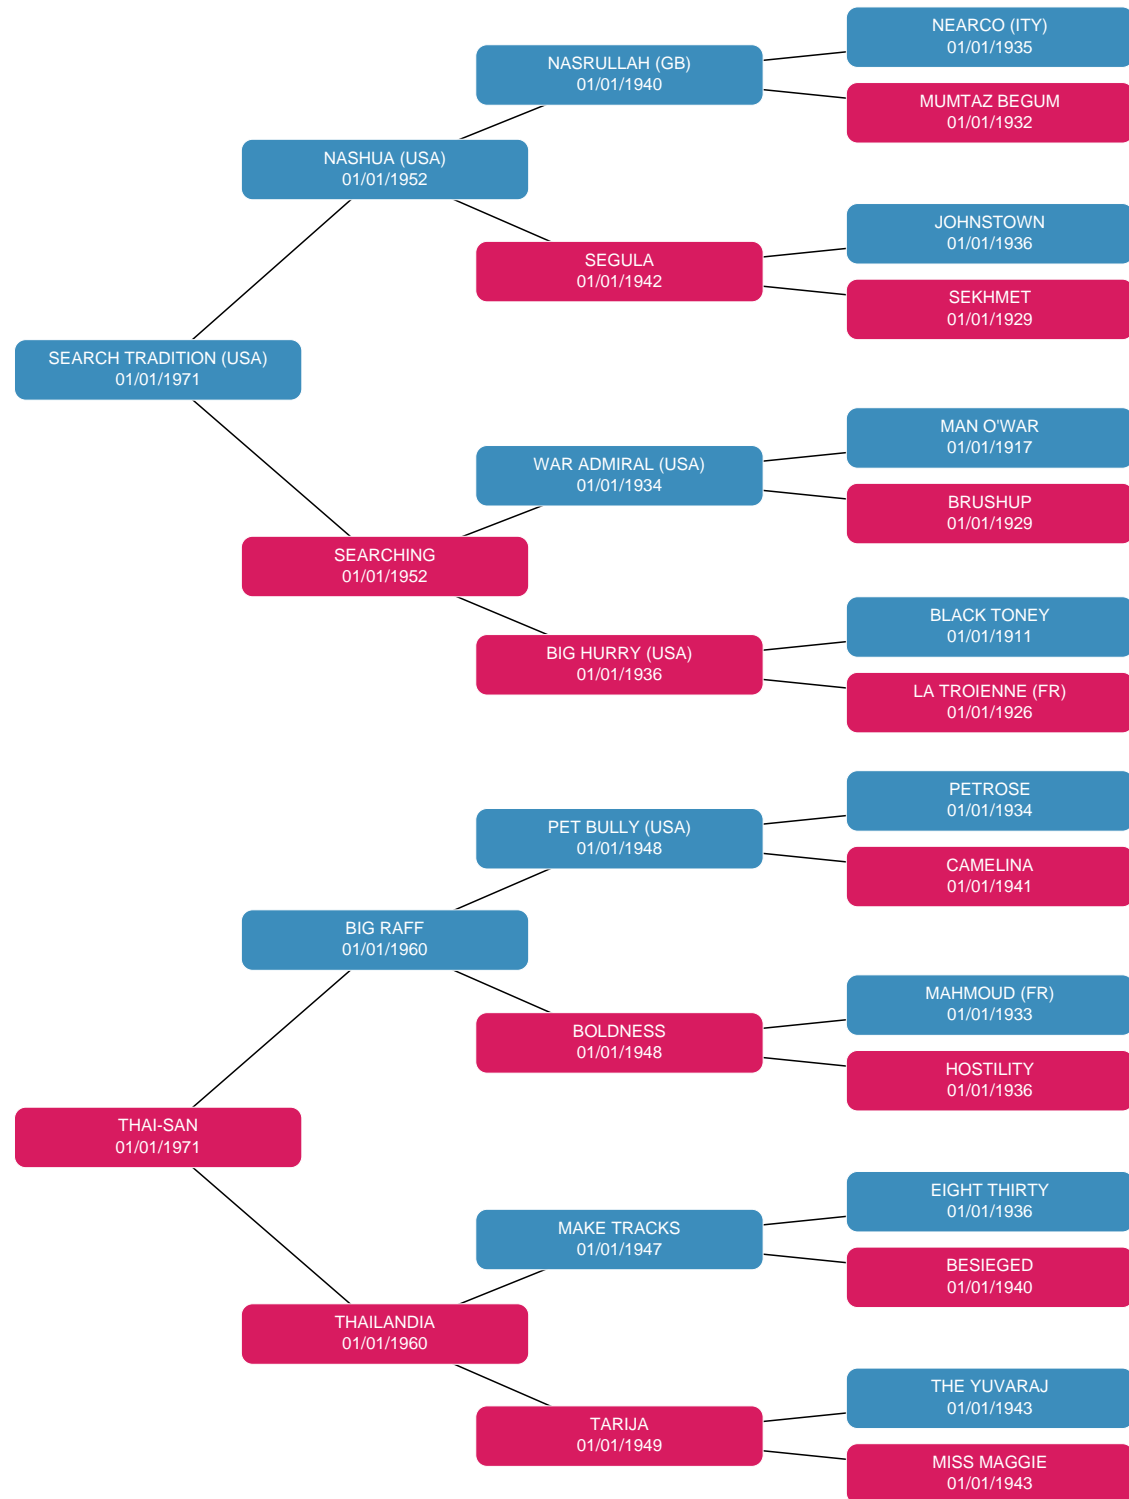 NEARCO (ITY)
01/01/1935
NASRULLAH (GB)
01/01/1940
MUMTAZ BEGUM
01/01/1932
NASHUA (USA)
01/01/1952
JOHNSTOWN
01/01/1936
SEGULA
01/01/1942
SEKHMET
01/01/1929
SEARCH TRADITION (USA)
01/01/1971
MAN O'WAR
01/01/1917
WAR ADMIRAL (USA)
01/01/1934
BRUSHUP
01/01/1929
SEARCHING
01/01/1952
BLACK TONEY
01/01/1911
BIG HURRY (USA)
01/01/1936
LA TROIENNE (FR)
01/01/1926
PETROSE
01/01/1934
PET BULLY (USA)
01/01/1948
CAMELINA
01/01/1941
BIG RAFF
01/01/1960
MAHMOUD (FR)
01/01/1933
BOLDNESS
01/01/1948
HOSTILITY
01/01/1936
THAI-SAN
01/01/1971
EIGHT THIRTY
01/01/1936
MAKE TRACKS
01/01/1947
BESIEGED
01/01/1940
THAILANDIA
01/01/1960
THE YUVARAJ
01/01/1943
TARIJA
01/01/1949
MISS MAGGIE
01/01/1943